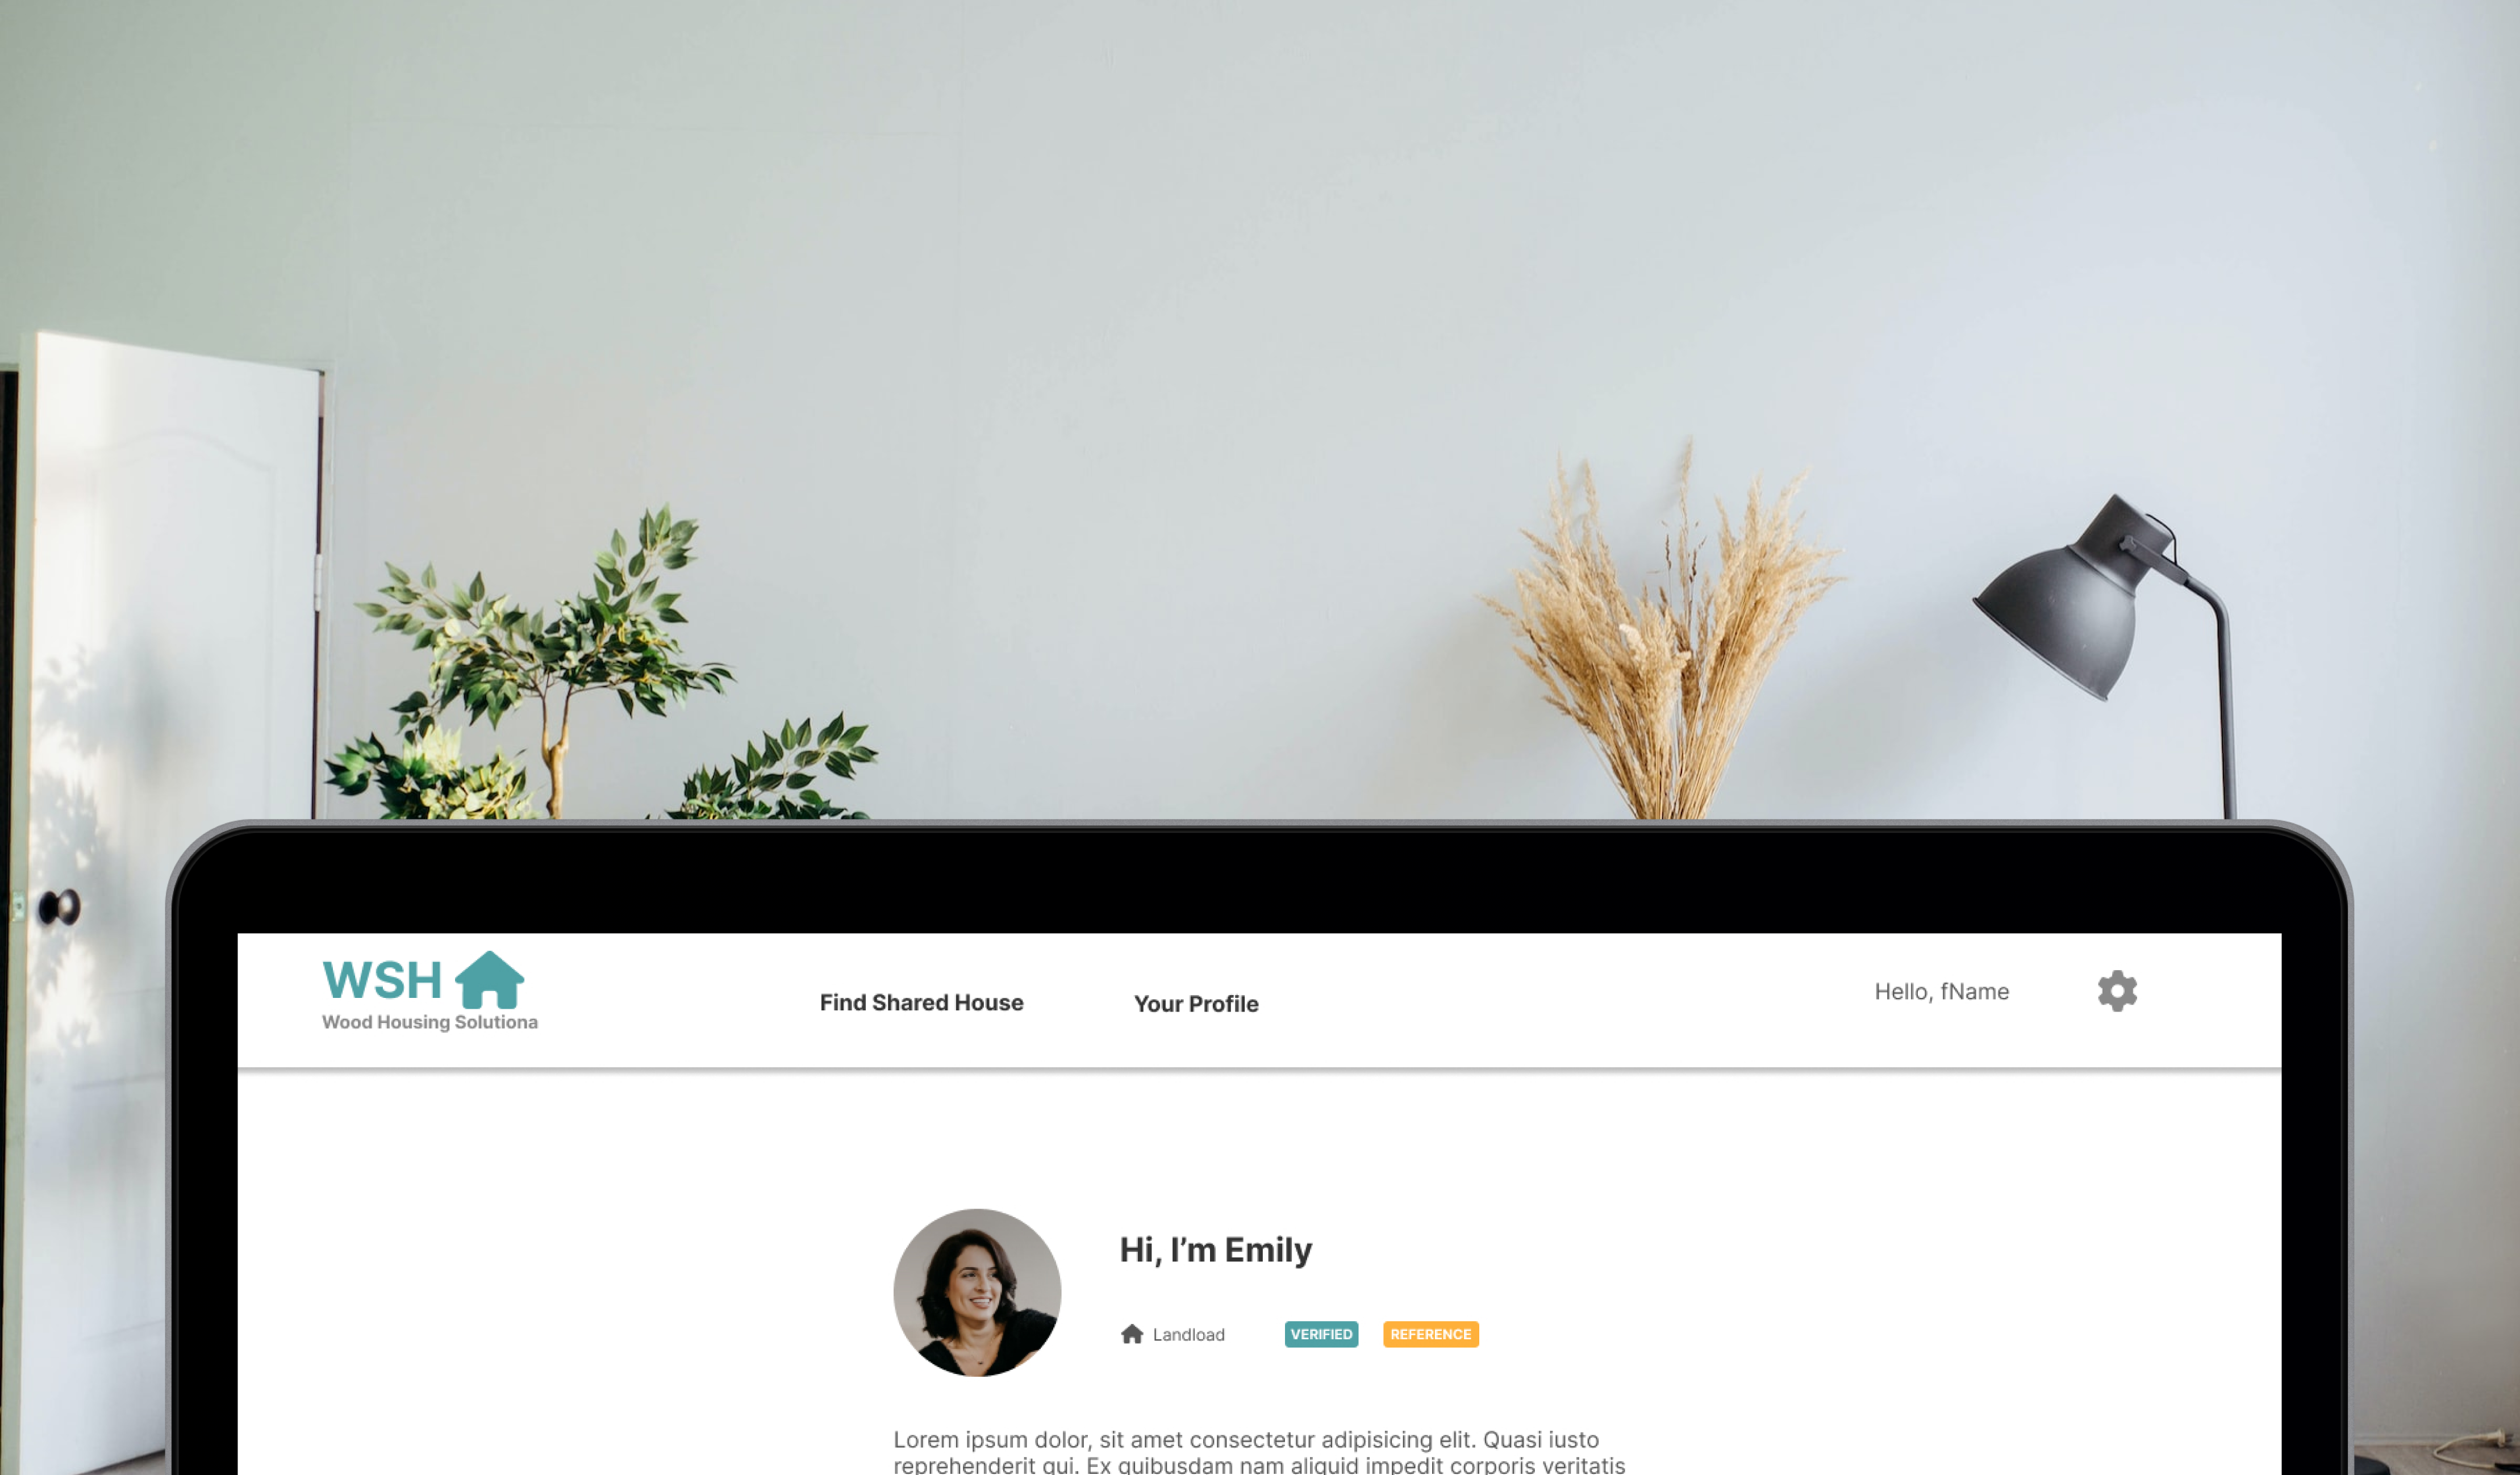 WSH
Wood Housing Solutiona
Find Shared House
Your Profile
Hello, fName
Hi, I’m Emily
Landload
VERIFIED
REFERENCE
Lorem ipsum dolor, sit amet consectetur adipisicing elit. Quasi iusto
reprehenderit qui. Ex quibusdam nam aliquid impedit corporis veritatis